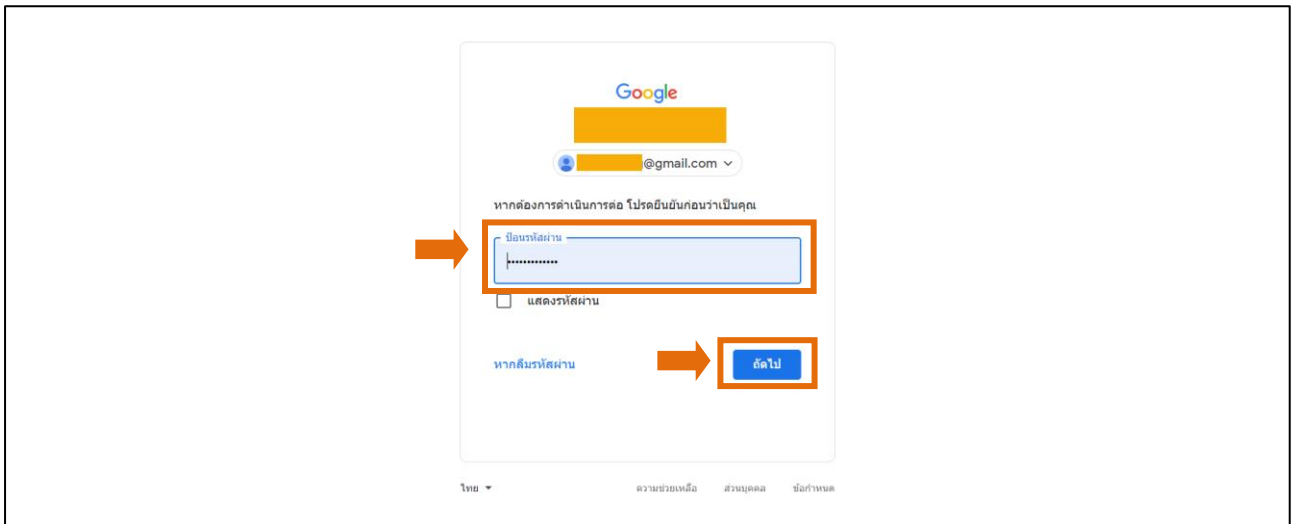 Google
@gmail.com
หากต้องการดำเนินการต่อ โปรดยืนยันก่อนว่าเป็นคุณ
ป้อนรหัสผ่าน
•••••••••••••
แสดงรหัสผ่าน
หากลืมรหัสผ่าน
ถัดไป
ไทย
ความช่วยเหลือ ส่วนบุคคล ข้อกำหนด